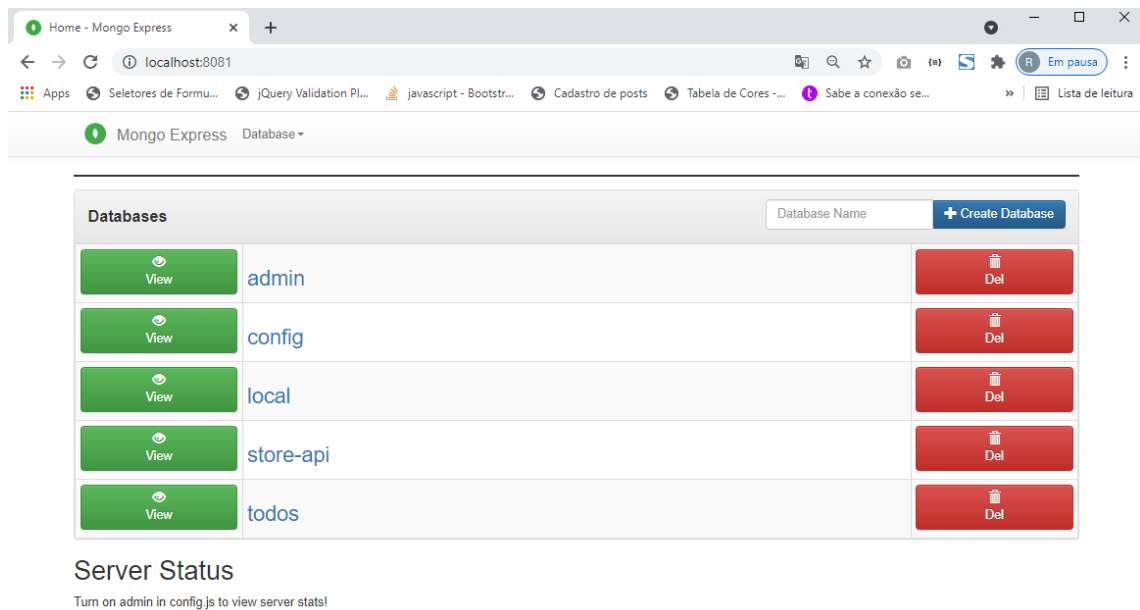 Home - Mongo Express
localhost:8081
R Em pausa
Apps Seletores de Formu... jQuery Validation Pl... javascript - Bootstr... Cadastro de posts Tabela de Cores -... Sabe a conexão se... » Lista de leitura
Mongo Express Database
Databases Database Name Create Database
View admin Del
View config Del
View local Del
View store-api Del
View todos Del
Server Status
Turn on admin in config.js to view server stats!